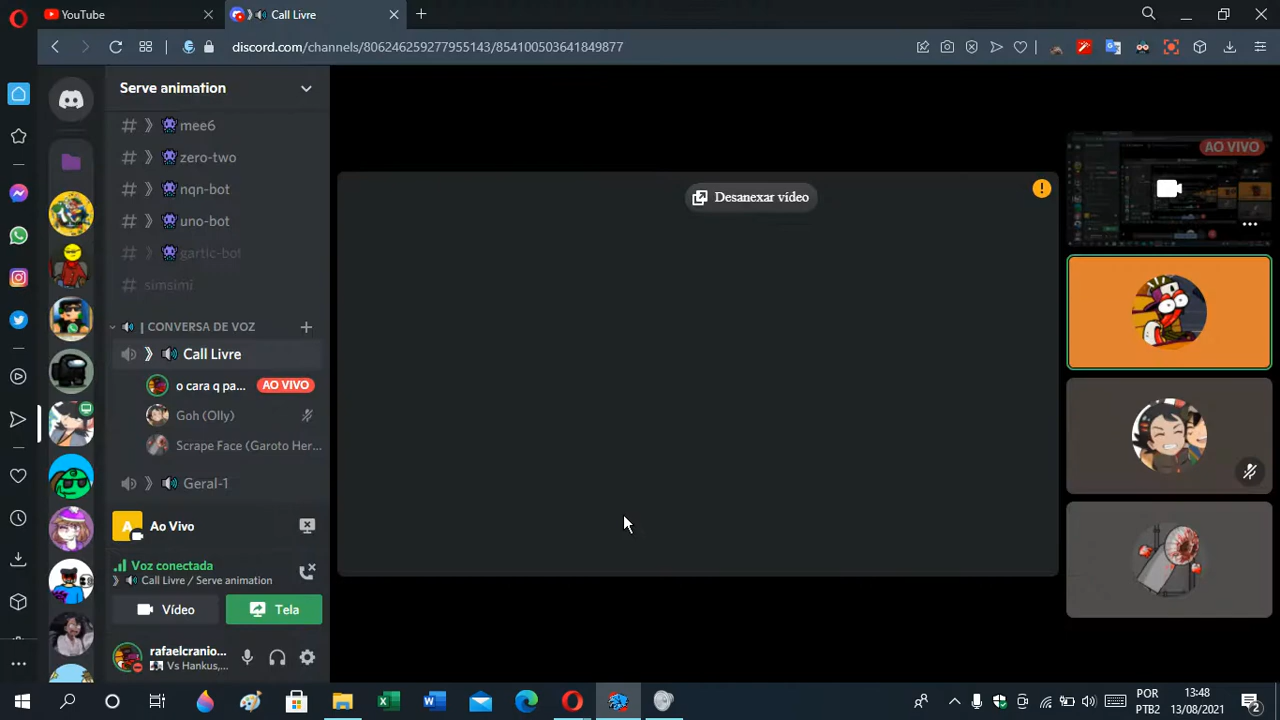 YouTube
》 Call Livre
discord.com/channels/806246259277955143/854100503641849877
Serve animation
# 》 mee6
# 》 zero-two
# 》 nqn-bot
# 》 uno-bot
# 》 gartic-bot
# simsimi
| CONVERSA DE VOZ
》 Call Livre
o cara q pa... AO VIVO
Goh (Olly)
Scrape Face (Garoto Her...
》 Geral-1
A Ao Vivo
Voz conectada
》 Call Livre / Serve animation
Vídeo
Tela
rafaelcranio...
Vs Hankus, ...
Desanexar vídeo
AO VIVO
POR
PTB2
13:48
13/08/2021
2